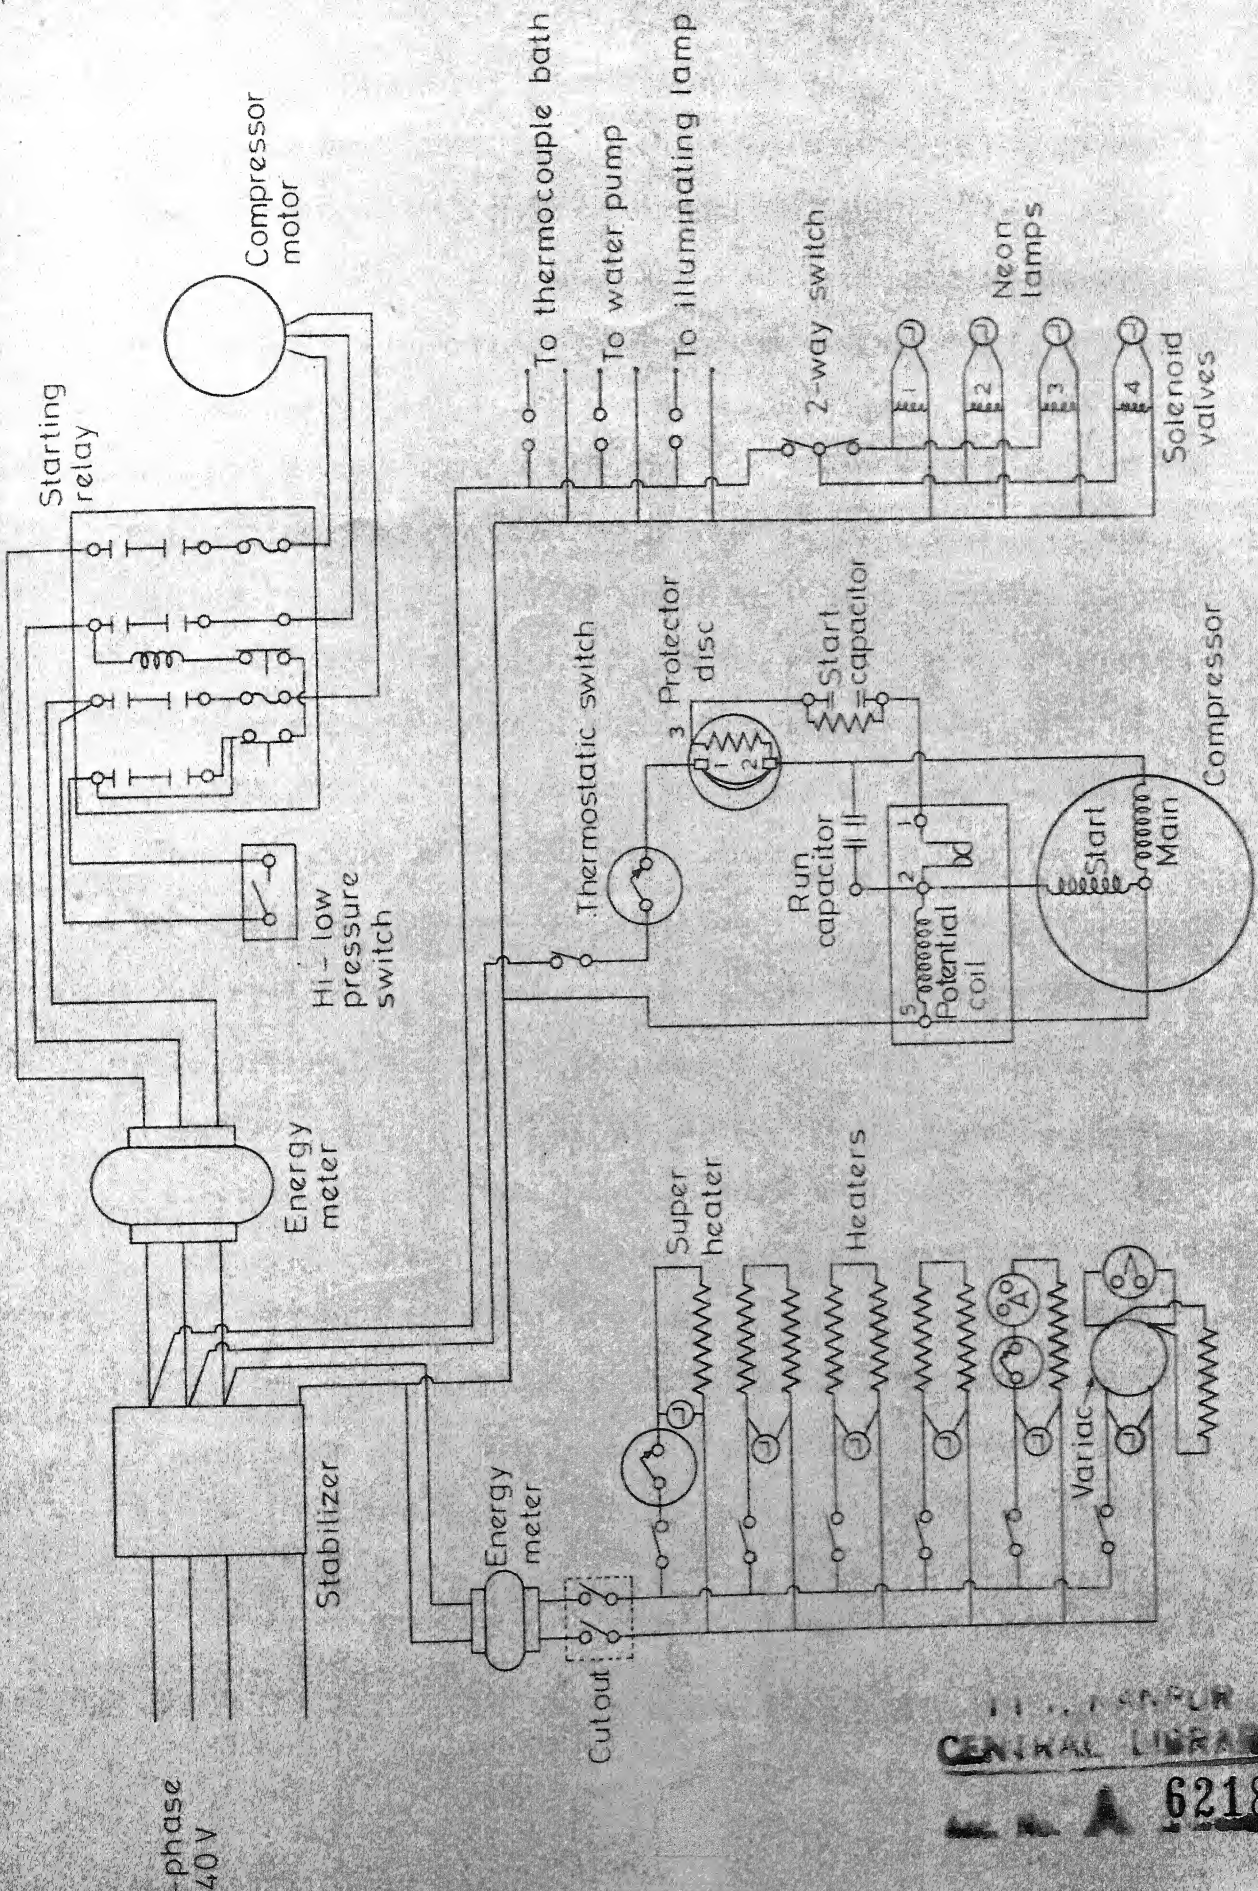 -phase
40V
Stabilizer
Energy
meter
Starting
relay
Compressor
motor
Hi-low
pressure
switch
To thermocouple bath
To water pump
To illuminating lamp
2-way switch
1
2
3
4
Neon
lamps
Solenoid
valves
Thermostatic switch
3
Protector
disc
1
2
Start
capacitor
Run
capacitor
1
2
5
Potential
coil
Start
Main
Compressor
Energy
meter
Cutout
Super
heater
Heaters
A
Variac
CENTRAL
A 6218